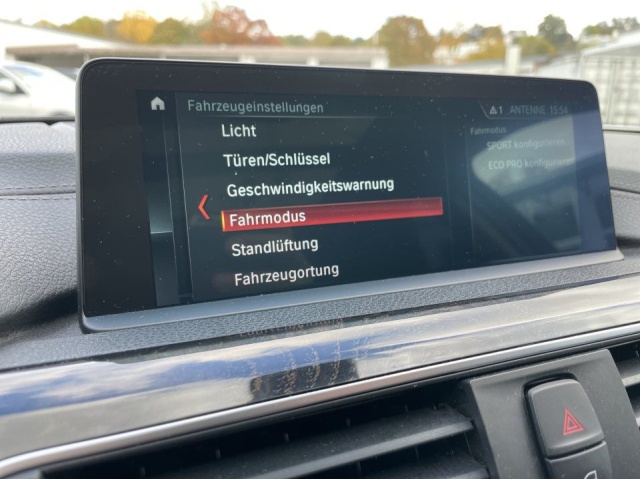 Fahrzeugeinstellungen
1 ANTENNE 15:54
Licht
Türen/Schlüssel
Geschwindigkeitswarnung
Fahrmodus
Standlüftung
Fahrzeugortung
Fahrmodus
SPORT konfigurieren
ECO PRO konfigurieren